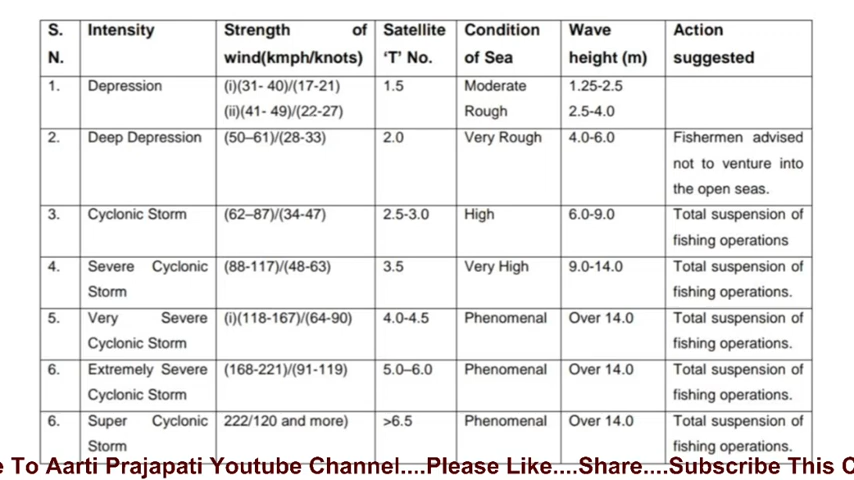 S. N. Intensity Strength of wind(kmph/knots) Satellite ‘T’ No. Condition of Sea Wave height (m) Action suggested
1. Depression (i)(31- 40)/(17-21) 1.5 Moderate 1.25-2.5
(ii)(41- 49)/(22-27) Rough 2.5-4.0
2. Deep Depression (50–61)/(28-33) 2.0 Very Rough 4.0-6.0 Fishermen advised not to venture into the open seas.
3. Cyclonic Storm (62–87)/(34-47) 2.5-3.0 High 6.0-9.0 Total suspension of fishing operations
4. Severe Cyclonic Storm (88-117)/(48-63) 3.5 Very High 9.0-14.0 Total suspension of fishing operations.
5. Very Severe Cyclonic Storm (i)(118-167)/(64-90) 4.0-4.5 Phenomenal Over 14.0 Total suspension of fishing operations.
6. Extremely Severe Cyclonic Storm (168-221)/(91-119) 5.0–6.0 Phenomenal Over 14.0 Total suspension of fishing operations.
6. Super Cyclonic Storm 222/120 and more) >6.5 Phenomenal Over 14.0 Total suspension of fishing operations.
e To Aarti Prajapati Youtube Channel....Please Like....Share....Subscribe This C